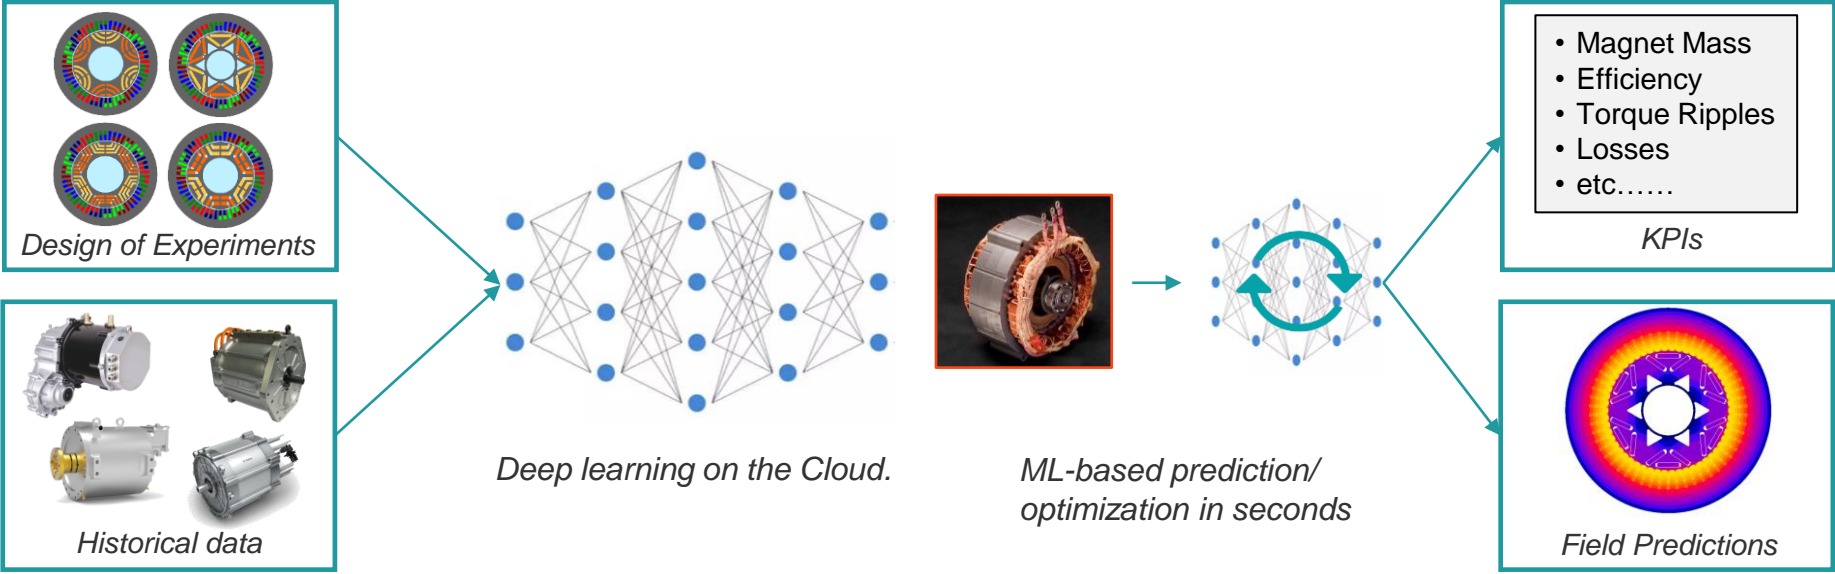 Design of Experiments
Historical data
Deep learning on the Cloud.
ML-based prediction/
optimization in seconds
• Magnet Mass
• Efficiency
• Torque Ripples
• Losses
• etc……
KPIs
Field Predictions